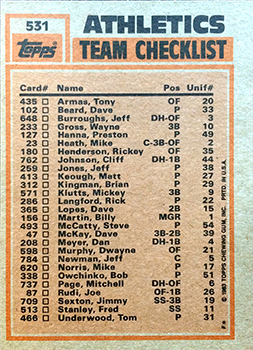 531
ATHLETICS
Topps
TEAM CHECKLIST
Card# Name Pos Unif#
435 Armas, Tony OF 20
102 Beard, Dave P 33
648 Burroughs, Jeff DH-OF 3
233 Gross, Wayne 3B 10
127 Hanna, Preston P 49
23 Heath, Mike C-3B-OF 2
180 Henderson, Rickey OF 35
762 Johnson, Cliff DH-1B 44
259 Jones, Jeff P 38
413 Keough, Matt P 27
312 Kingman, Brian P 29
571 Klutts, Mickey 3B
286 Langford, Rick P 22
365 Lopes, Dave 2B 15
156 Martin, Billy MGR
493 McCatty, Steve P 54
47 McKay, Dave 3B-2B
208 Meyer, Dan DH-1B 4
598 Murphy, Dwayne OF 21
784 Newman, Jeff C 5
620 Norris, Mike P 17
338 Owchinko, Bob P 51
737 Page, Mitchell DH-OF 6
87 Rudi, Joe OF-1B 26
709 Sexton, Jimmy SS-3B 19
513 Stanley, Fred SS 11
466 Underwood, Tom P 31
© 1983 TOPPS CHEWING GUM, INC. PRTD. IN U.S.A.